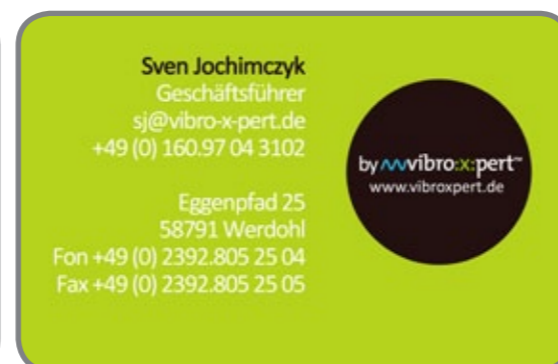 Sven Jochimczyk
Geschäftsführer
sj@vibro-x-pert.de
+49 (0) 160.97 04 3102
Eggenpfad 25
58791 Werdohl
Fon +49 (0) 2392.805 25 04
Fax +49 (0) 2392.805 25 05
by vibro:x:pert™
www.vibroxpert.de